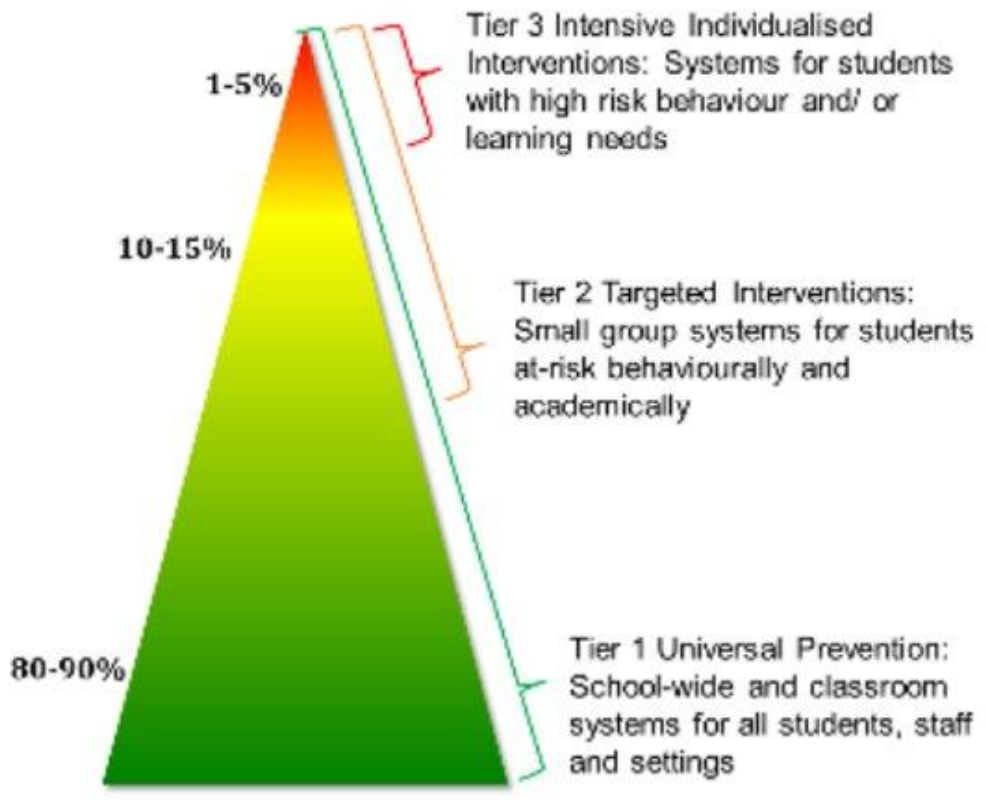 Tier 3 Intensive Individualised
Interventions: Systems for students
with high risk behaviour and/ or
learning needs
1-5%
10-15%
Tier 2 Targeted Interventions:
Small group systems for students
at-risk behaviourally and
academically
80-90%
Tier 1 Universal Prevention:
School-wide and classroom
systems for all students, staff
and settings